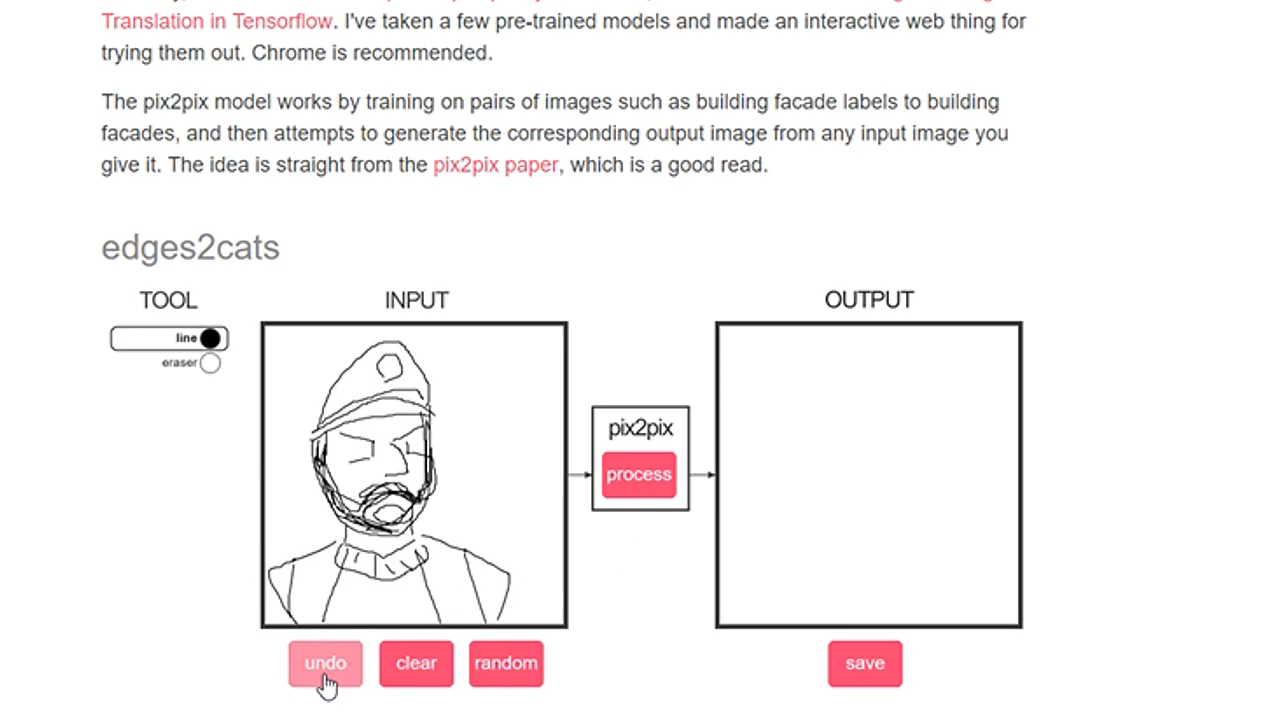 Translation in Tensorflow. I've taken a few pre-trained models and made an interactive web thing for
trying them out. Chrome is recommended.
The pix2pix model works by training on pairs of images such as building facade labels to building
facades, and then attempts to generate the corresponding output image from any input image you
give it. The idea is straight from the pix2pix paper, which is a good read.
edges2cats
TOOL
INPUT
OUTPUT
line
eraser
pix2pix
process
undo
clear
random
save